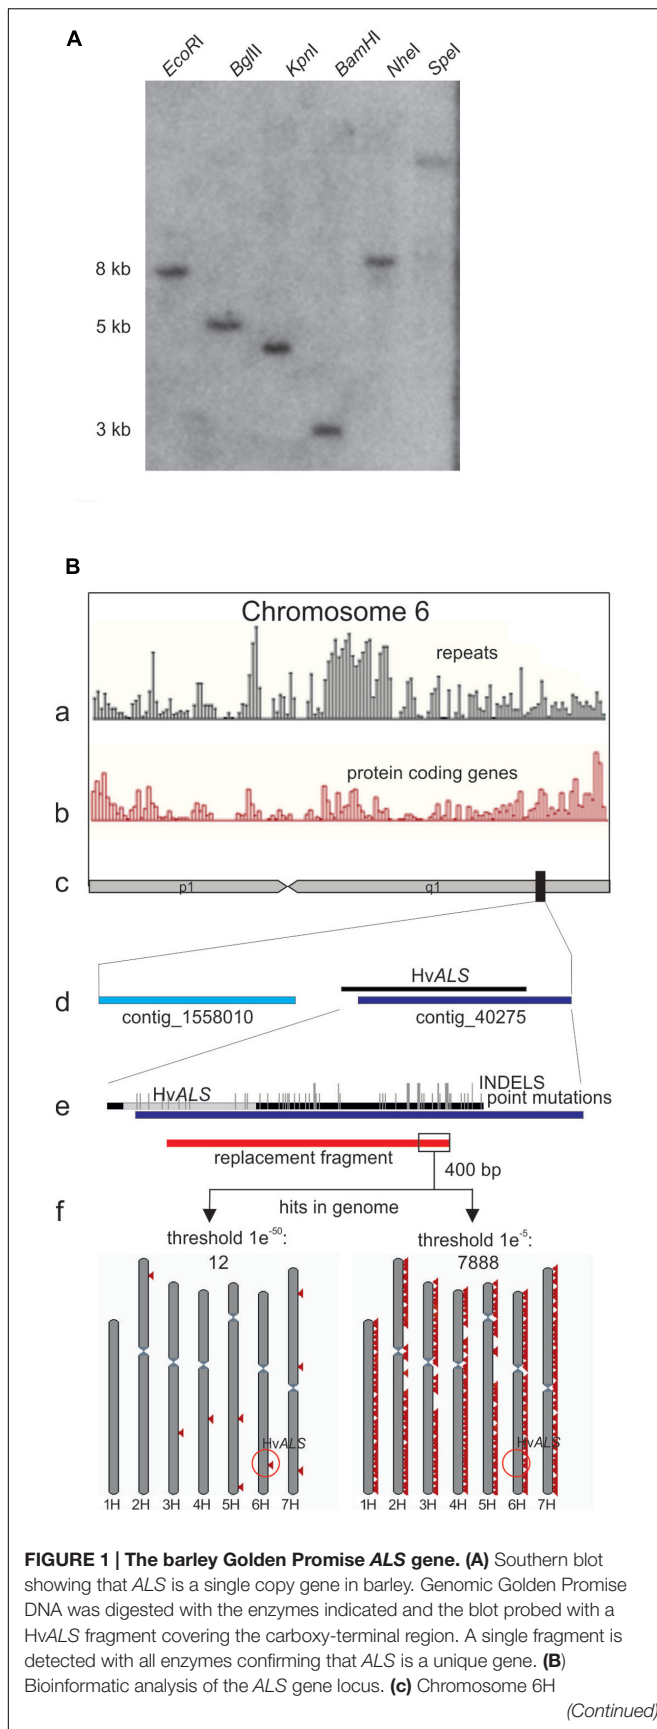 A
EcoRI BglII KpnI BamHI NheI SpeI
8 kb
5 kb
3 kb
B
Chromosome 6
repeats
a
protein coding genes
b
c
p1 q1
HvALS
d
contig_1558010 contig_40275
HvALS INDELS
e
point mutations
replacement fragment
400 bp
f
hits in genome
threshold 1e-50: threshold 1e-5:
12 7888
HvALS HvALS
1H 2H 3H 4H 5H 6H 7H 1H 2H 3H 4H 5H 6H 7H
FIGURE 1 | The barley Golden Promise ALS gene. (A) Southern blot
showing that ALS is a single copy gene in barley. Genomic Golden Promise
DNA was digested with the enzymes indicated and the blot probed with a
HvALS fragment covering the carboxy-terminal region. A single fragment is
detected with all enzymes confirming that ALS is a unique gene. (B)
Bioinformatic analysis of the ALS gene locus. (c) Chromosome 6H
(Continued)